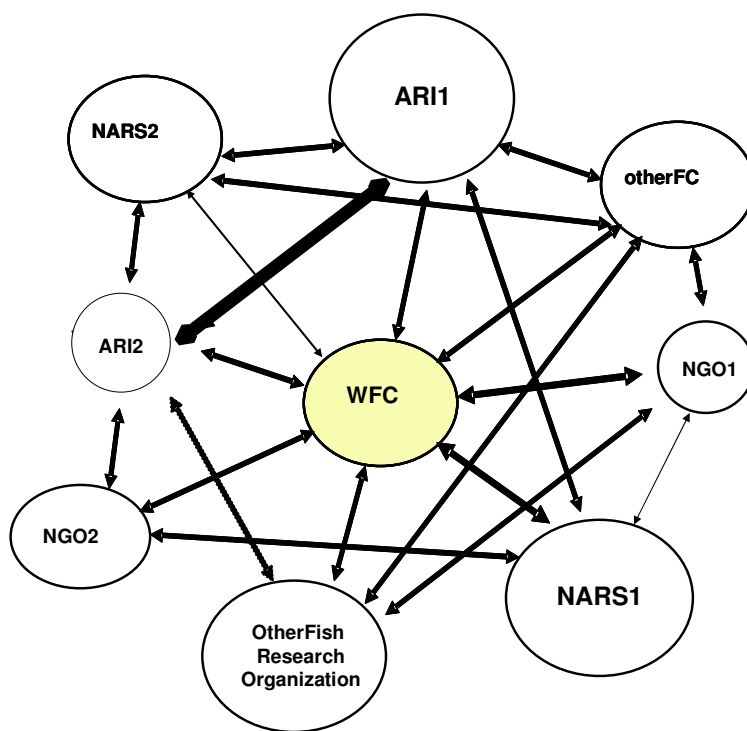 ARI1
NARS2
otherFC
ARI2
NGO1
WFC
NGO2
NARS1
OtherFish
Research
Organization